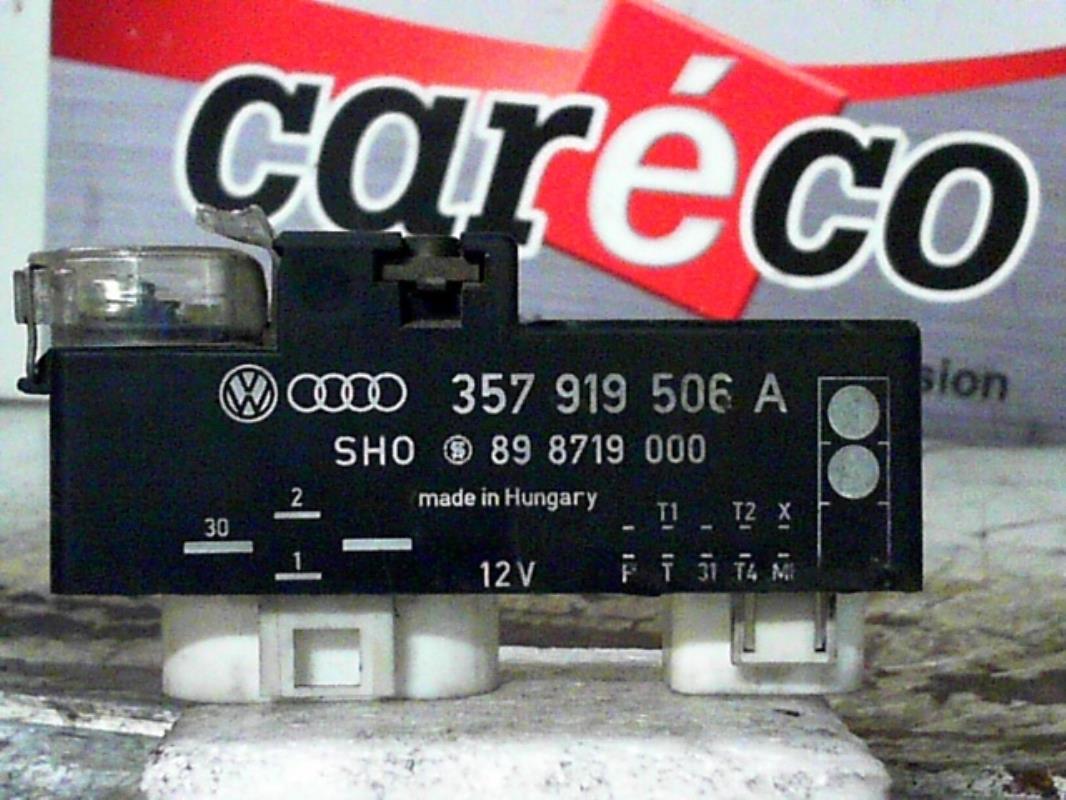 caréco
sion
VW 357 919 506 A
SHO 89 8719 000
made in Hungary
2
30
1
12V
T1 T2 X
P T 31 T4 M